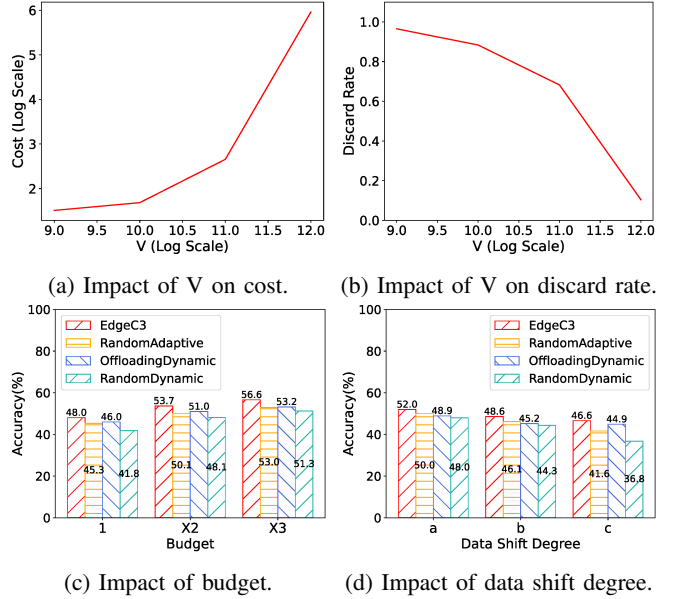 6
5
4
3
2
Cost (Log Scale)
9.0 9.5 10.0 10.5 11.0 11.5 12.0
V (Log Scale)
(a) Impact of V on cost.
1.0
0.8
0.6
0.4
0.2
0.0
Discard Rate
9.0 9.5 10.0 10.5 11.0 11.5 12.0
V (Log Scale)
(b) Impact of V on discard rate.
100
80
60
40
20
0
Accuracy(%)
EdgeC3
RandomAdaptive
OffloadingDynamic
RandomDynamic
48.0 45.3 46.0 41.8
53.7 50.1 51.0 48.1
56.6 53.0 53.2 51.3
1 X2 X3
Budget
(c) Impact of budget.
100
80
60
40
20
0
Accuracy(%)
EdgeC3
RandomAdaptive
OffloadingDynamic
RandomDynamic
52.0 50.0 48.9 48.0
48.6 46.1 45.2 44.3
46.6 41.6 44.9 36.8
a b c
Data Shift Degree
(d) Impact of data shift degree.